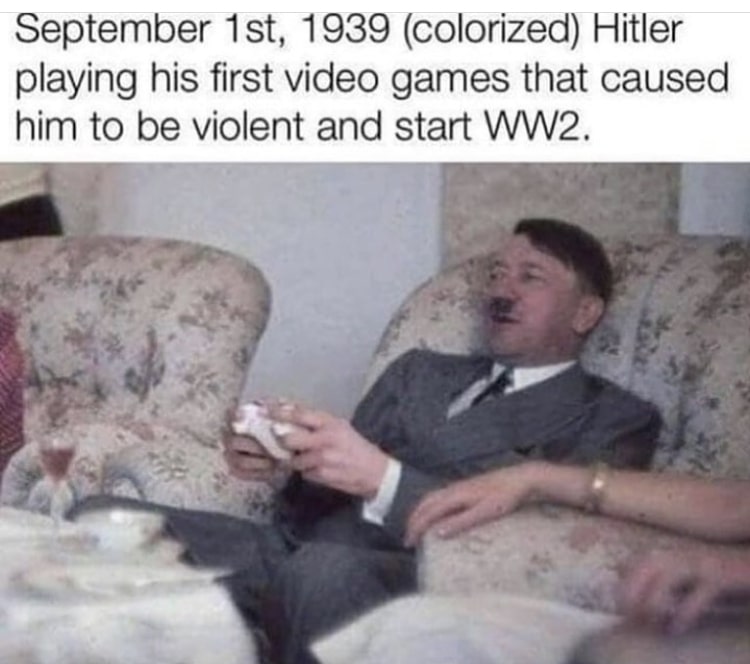 September 1st, 1939 (colorized) Hitler
playing his first video games that caused
him to be violent and start WW2.